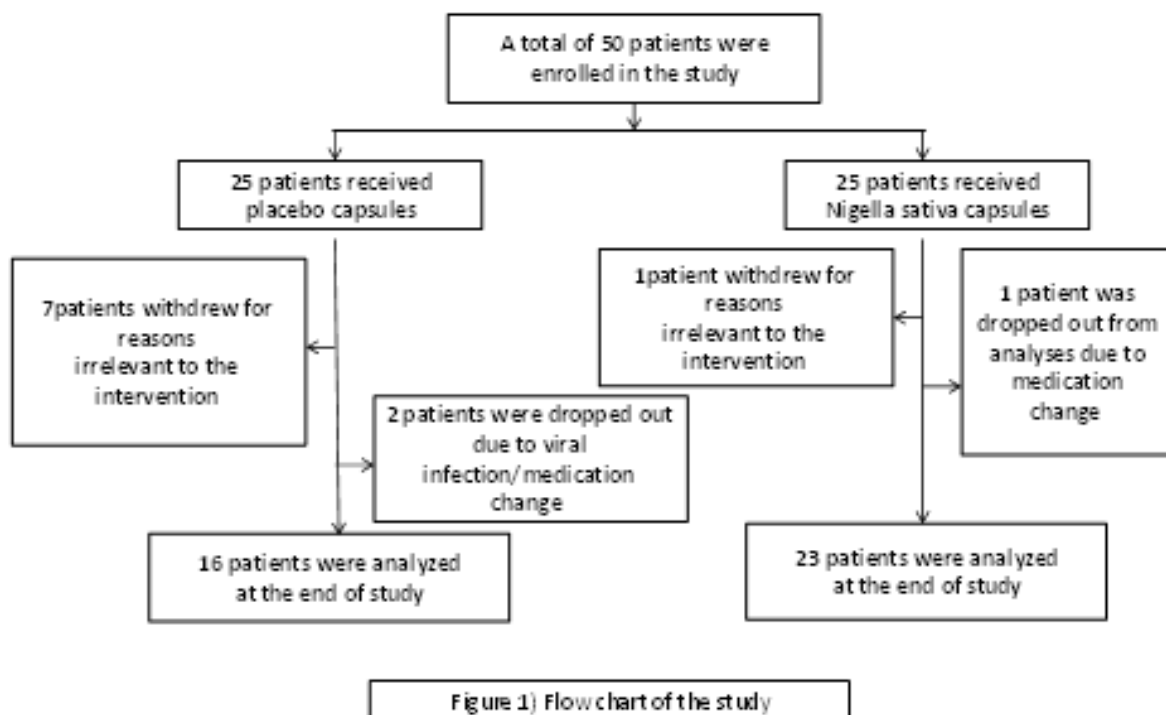 A total of 50 patients were
enrolled in the study
25 patients received
placebo capsules
25 patients received
Nigella sativa capsules
7patients withdrew for
reasons
irrelevant to the
intervention
1patient withdrew for
reasons
irrelevant to the
intervention
1 patient was
dropped out from
analyses due to
medication
change
2 patients were dropped out
due to viral
infection/medication
change
16 patients were analyzed
at the end of study
23 patients were analyzed
at the end of study
Figure 1) Flow chart of the study